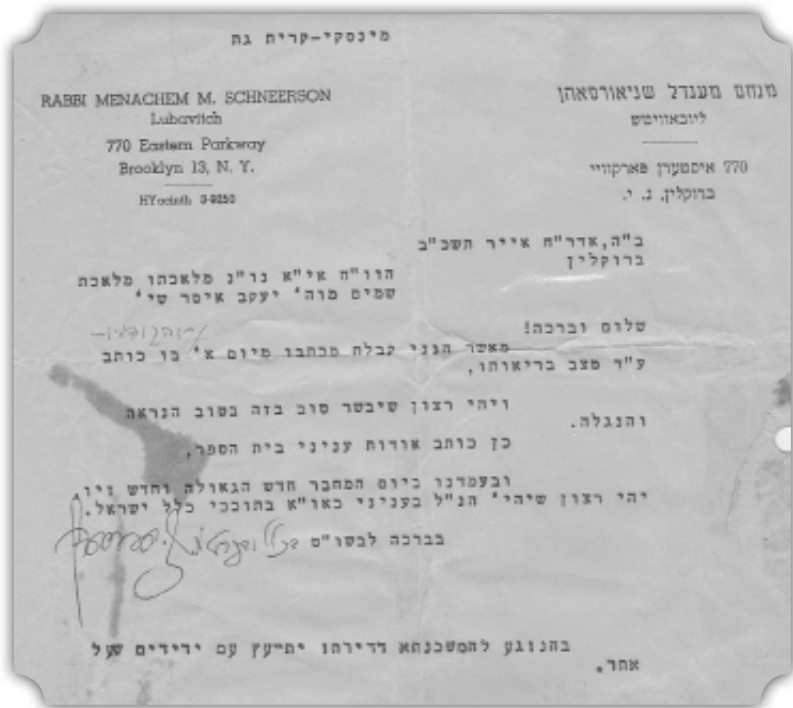 מינסקי-קרית גת
RABBI MENACHEM M. SCHNEERSON
Lubavitch
770 Eastern Parkway
Brooklyn 13, N. Y.
HYacinth 3-9250
מנחם מענדל שניאורסאהן
ליובאוויטש
770 איסטערן פארקוויי
ברוקלין, נ. י.
ב"ה, אדר"ח אייר תשכ"ב
ברוקלין
הוו"ח אי"א נו"נ מלאכתו מלאכת
שמים מוה' יעקב איסר שי'
שלום וברכה!
מאשר הנני קבלת מכתבו מיום א' בו כותב
ע"ד מצב בריאותו,
ויהי רצון שיבשר טוב בזה בטוב הנראה
והנגלה.
כן כותב אודות עניני בית הספר,
ובעמדנו ביום המחבר חדש הגאולה וחדש זיו,
יהי רצון שיהי' הנ"ל בעניני כאו"א בתוככי כלל ישראל.
בברכה לבשו"ט
בהנוגע להמשכנתא דדירתו יתיעץ עם ידידים שעל
אתר.